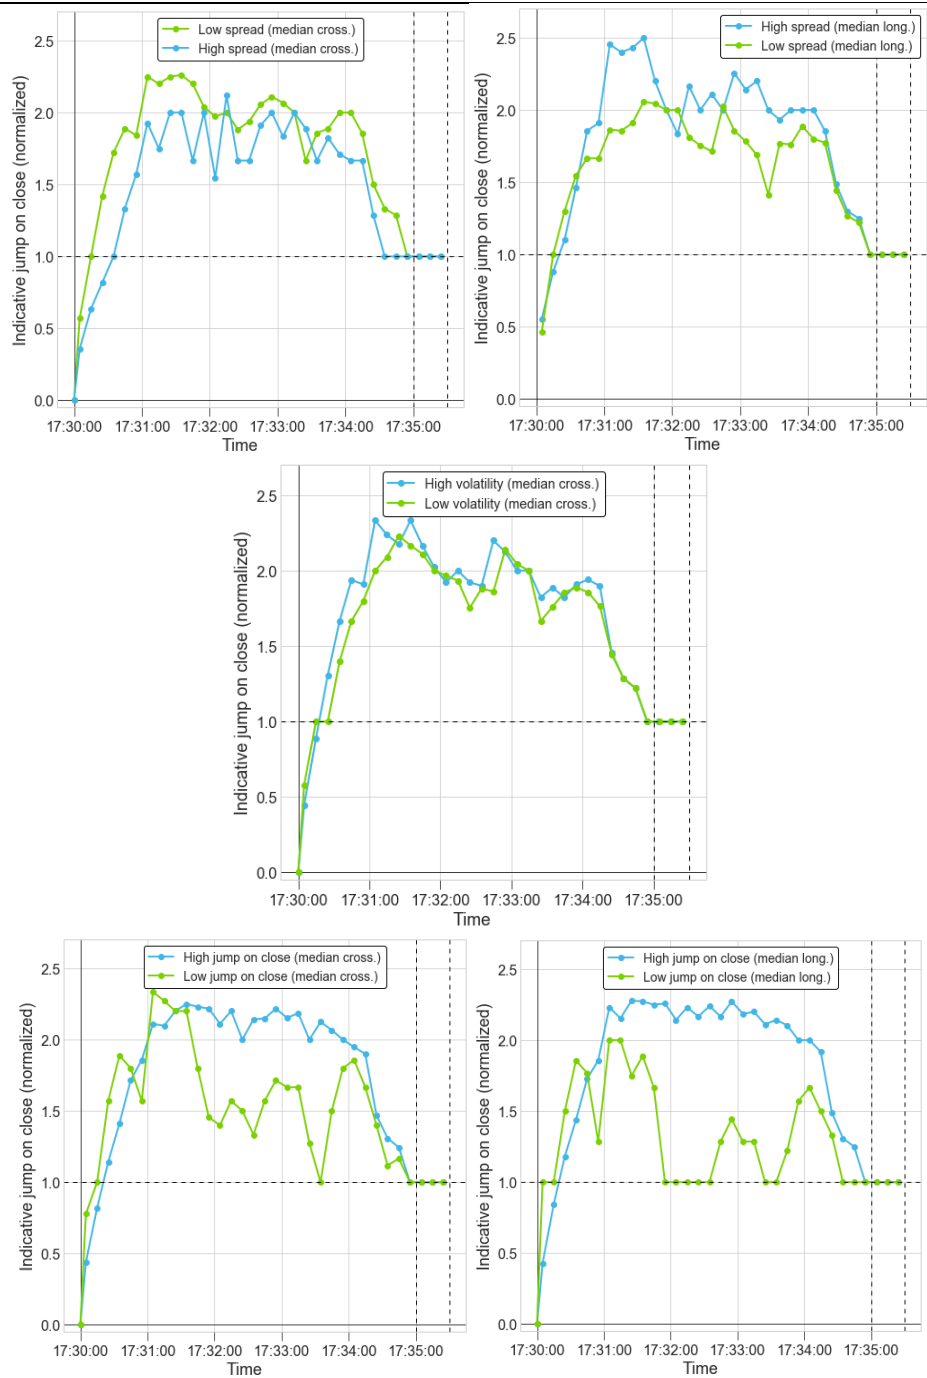 Low spread (median cross.)
High spread (median cross.)
Indicative jump on close (normalized)
2.5
2.0
1.5
1.0
0.5
0.0
17:30:00 17:31:00 17:32:00 17:33:00 17:34:00 17:35:00
Time
High spread (median long.)
Low spread (median long.)
Indicative jump on close (normalized)
2.5
2.0
1.5
1.0
0.5
0.0
17:30:00 17:31:00 17:32:00 17:33:00 17:34:00 17:35:00
Time
High volatility (median cross.)
Low volatility (median cross.)
Indicative jump on close (normalized)
2.5
2.0
1.5
1.0
0.5
0.0
17:30:00 17:31:00 17:32:00 17:33:00 17:34:00 17:35:00
Time
High jump on close (median cross.)
Low jump on close (median cross.)
Indicative jump on close (normalized)
2.5
2.0
1.5
1.0
0.5
0.0
17:30:00 17:31:00 17:32:00 17:33:00 17:34:00 17:35:00
Time
High jump on close (median long.)
Low jump on close (median long.)
Indicative jump on close (normalized)
2.5
2.0
1.5
1.0
0.5
0.0
17:30:00 17:31:00 17:32:00 17:33:00 17:34:00 17:35:00
Time